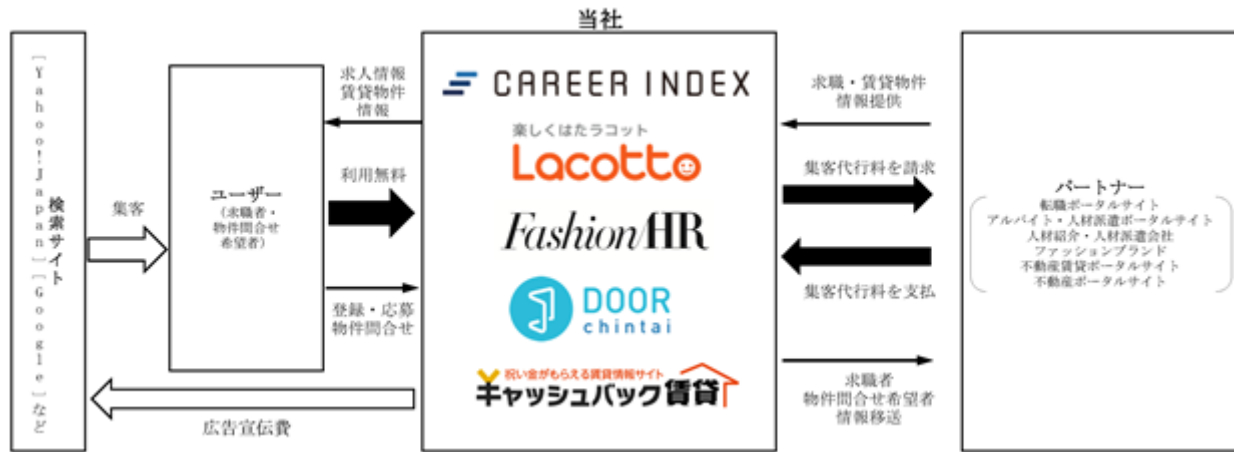 当社
検索サイト
[Yahoo!Japan][Google]など
集客
ユーザー
(求職者・
物件問合せ
希望者)
求人情報
賃貸物件
情報
利用無料
登録・応募
物件問合せ
広告宣伝費
CAREER INDEX
楽しくはたラコット
Lacotto
Fashion HR
DOOR
chintai
祝い金がもらえる賃貸情報サイト
キャッシュバック賃貸
求職・賃貸物件
情報提供
集客代行料を請求
集客代行料を支払
求職者
物件問合せ希望者
情報移送
パートナー
転職ポータルサイト
アルバイト・人材派遣ポータルサイト
人材紹介・人材派遣会社
ファッションブランド
不動産賃貸ポータルサイト
不動産ポータルサイト